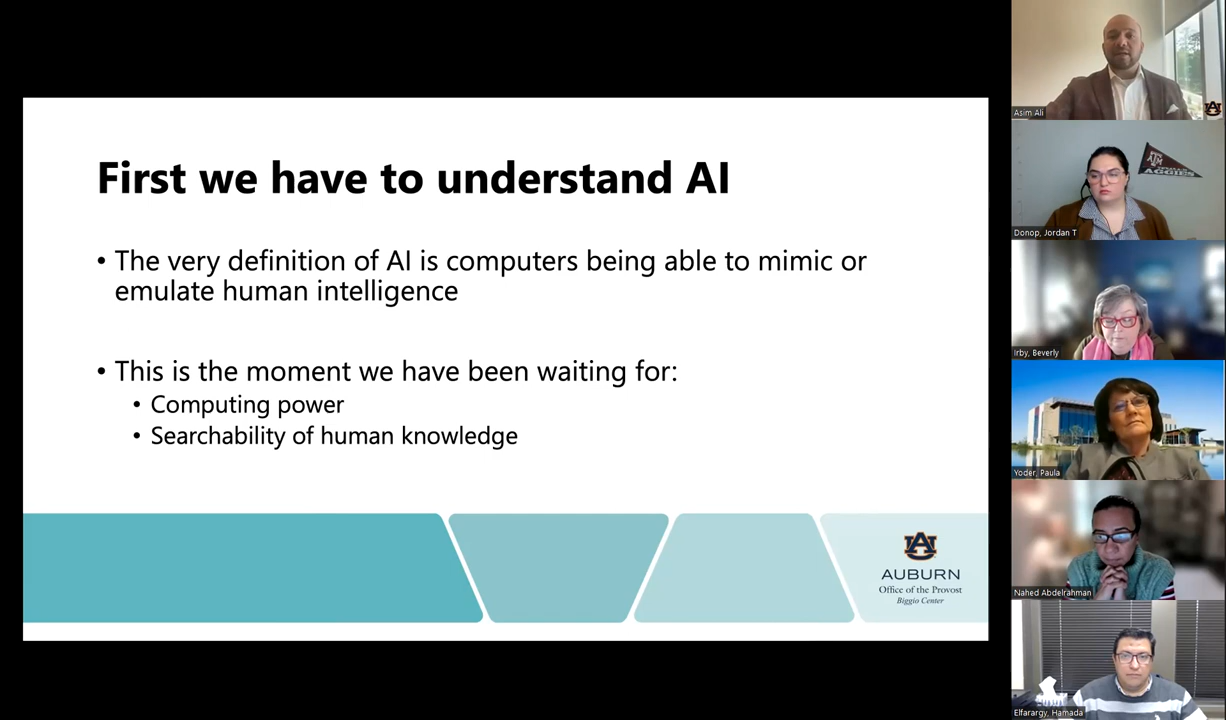 First we have to understand AI
• The very definition of AI is computers being able to mimic or
emulate human intelligence
• This is the moment we have been waiting for:
• Computing power
• Searchability of human knowledge
AUBURN
Office of the Provost
Biggio Center
Asim Ali
Donop, Jordan T
AGGIES
Irby, Beverly
Yoder, Paula
Nahed Abdelrahman
Elfarargy, Hamada